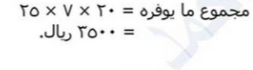 مجموع ما يوفره = ٢٠ × ٧ × ٢٥
= ٣٥٠٠ ريال.